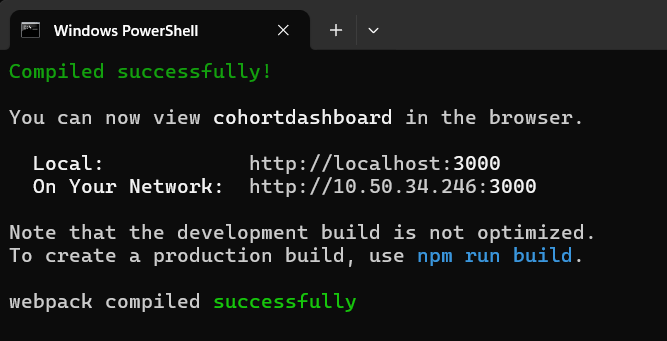 Windows PowerShell
Compiled successfully!
You can now view cohortdashboard in the browser.
Local: http://localhost:3000
On Your Network: http://10.50.34.246:3000
Note that the development build is not optimized.
To create a production build, use npm run build.
webpack compiled successfully